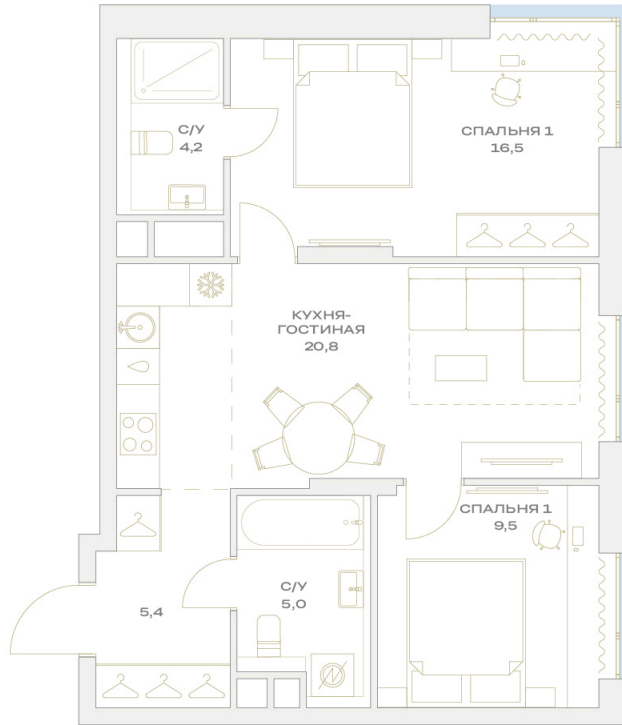 С/У
4,2
СПАЛЬНЯ 1
16,5
КУХНЯ-
ГОСТИНАЯ
20,8
СПАЛЬНЯ 1
9,5
С/У
5,0
5,4